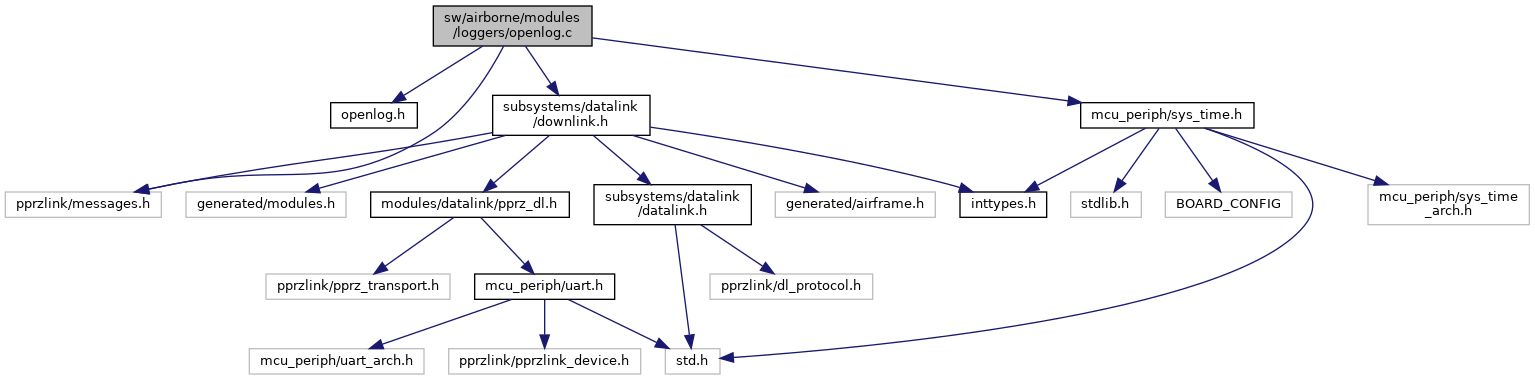 sw/airborne/modules
/loggers/openlog.c
openlog.h
subsystems/datalink
/downlink.h
mcu_periph/sys_time.h
pprzlink/messages.h
generated/modules.h
modules/datalink/pprz_dl.h
subsystems/datalink
/datalink.h
generated/airframe.h
inttypes.h
stdlib.h
BOARD_CONFIG
mcu_periph/sys_time
_arch.h
pprzlink/pprz_transport.h
mcu_periph/uart.h
pprzlink/dl_protocol.h
mcu_periph/uart_arch.h
pprzlink/pprzlink_device.h
std.h